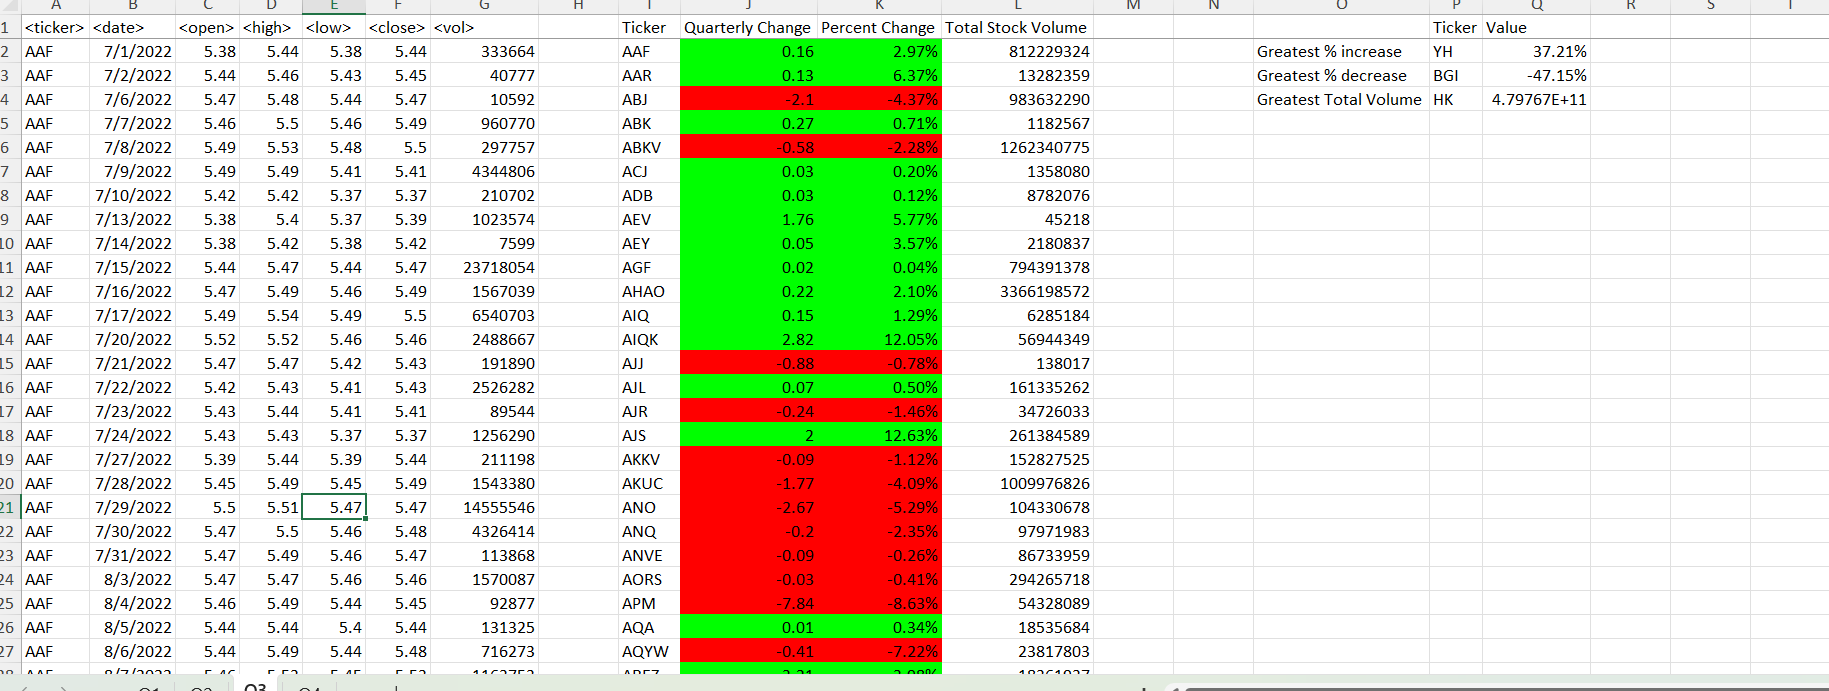 A B C D E F G H I J K L M N O P Q R S T
1 <ticker> <date> <open> <high> <low> <close> <vol> Ticker Quarterly Change Percent Change Total Stock Volume Ticker Value
2 AAF 7/1/2022 5.38 5.44 5.38 5.44 333664 AAF 0.16 2.97% 812229324 Greatest % increase YH 37.21%
3 AAF 7/2/2022 5.44 5.46 5.43 5.45 40777 AAR 0.13 6.37% 13282359 Greatest % decrease BGI -47.15%
4 AAF 7/6/2022 5.47 5.48 5.44 5.47 10592 ABJ -2.1 -4.37% 983632290 Greatest Total Volume HK 4.79767E+11
5 AAF 7/7/2022 5.46 5.5 5.46 5.49 960770 ABK 0.27 0.71% 1182567
6 AAF 7/8/2022 5.49 5.53 5.48 5.5 297757 ABKV -0.58 -2.28% 1262340775
7 AAF 7/9/2022 5.49 5.49 5.41 5.41 4344806 ACJ 0.03 0.20% 1358080
8 AAF 7/10/2022 5.42 5.42 5.37 5.37 210702 ADB 0.03 0.12% 8782076
9 AAF 7/13/2022 5.38 5.4 5.37 5.39 1023574 AEV 1.76 5.77% 45218
10 AAF 7/14/2022 5.38 5.42 5.38 5.42 7599 AEY 0.05 3.57% 2180837
11 AAF 7/15/2022 5.44 5.47 5.44 5.47 23718054 AGF 0.02 0.04% 794391378
12 AAF 7/16/2022 5.47 5.49 5.46 5.49 1567039 AHAO 0.22 2.10% 3366198572
13 AAF 7/17/2022 5.49 5.54 5.49 5.5 6540703 AIQ 0.15 1.29% 6285184
14 AAF 7/20/2022 5.52 5.52 5.46 5.46 2488667 AIQK 2.82 12.05% 56944349
15 AAF 7/21/2022 5.47 5.47 5.42 5.43 191890 AJJ -0.88 -0.78% 138017
16 AAF 7/22/2022 5.42 5.43 5.41 5.43 2526282 AJL 0.07 0.50% 161335262
17 AAF 7/23/2022 5.43 5.44 5.41 5.41 89544 AJR -0.24 -1.46% 34726033
18 AAF 7/24/2022 5.43 5.43 5.37 5.37 1256290 AJS 2 12.63% 261384589
19 AAF 7/27/2022 5.39 5.44 5.39 5.44 211198 AKKV -0.09 -1.12% 152827525
20 AAF 7/28/2022 5.45 5.49 5.45 5.49 1543380 AKUC -1.77 -4.09% 1009976826
21 AAF 7/29/2022 5.5 5.51 5.47 5.47 14555546 ANO -2.67 -5.29% 104330678
22 AAF 7/30/2022 5.47 5.5 5.46 5.48 4326414 ANQ -0.2 -2.35% 97971983
23 AAF 7/31/2022 5.47 5.49 5.46 5.47 113868 ANVE -0.09 -0.26% 86733959
24 AAF 8/3/2022 5.47 5.47 5.46 5.46 1570087 AORS -0.03 -0.41% 294265718
25 AAF 8/4/2022 5.46 5.49 5.44 5.45 92877 APM -7.84 -8.63% 54328089
26 AAF 8/5/2022 5.44 5.44 5.4 5.44 131325 AQA 0.01 0.34% 18535684
27 AAF 8/6/2022 5.44 5.49 5.44 5.48 716273 AQYW -0.41 -7.22% 23817803
Q1 Q2 Q3 Q4